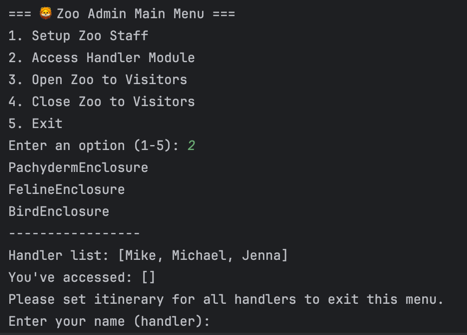 === 🦁 Zoo Admin Main Menu ===
1. Setup Zoo Staff
2. Access Handler Module
3. Open Zoo to Visitors
4. Close Zoo to Visitors
5. Exit
Enter an option (1-5): 2
PachydermEnclosure
FelineEnclosure
BirdEnclosure
-----------------
Handler list: [Mike, Michael, Jenna]
You've accessed: []
Please set itinerary for all handlers to exit this menu.
Enter your name (handler):